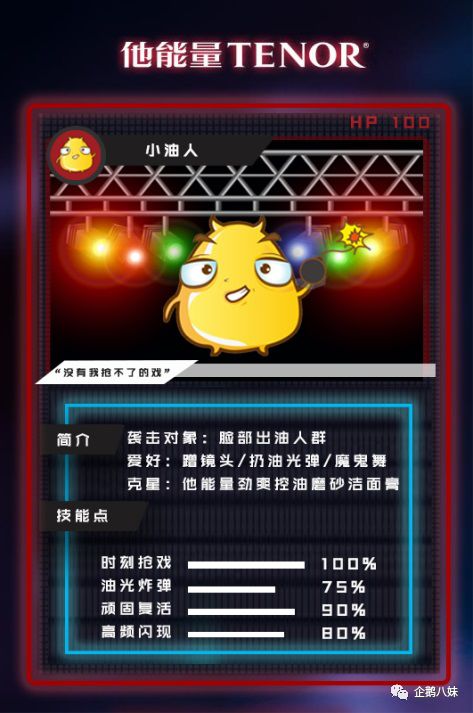 他能量TENOR®
HP 100
小油人
“没有我抢不了的戏”
简介
袭击对象：脸部出油人群
爱好：蹭镜头/扔油光弹/魔鬼舞
克星：他能量劲爽控油磨砂洁面膏
技能点
时刻抢戏 100%
油光炸弹 75%
顽固复活 90%
高频闪现 80%
企鹅八妹